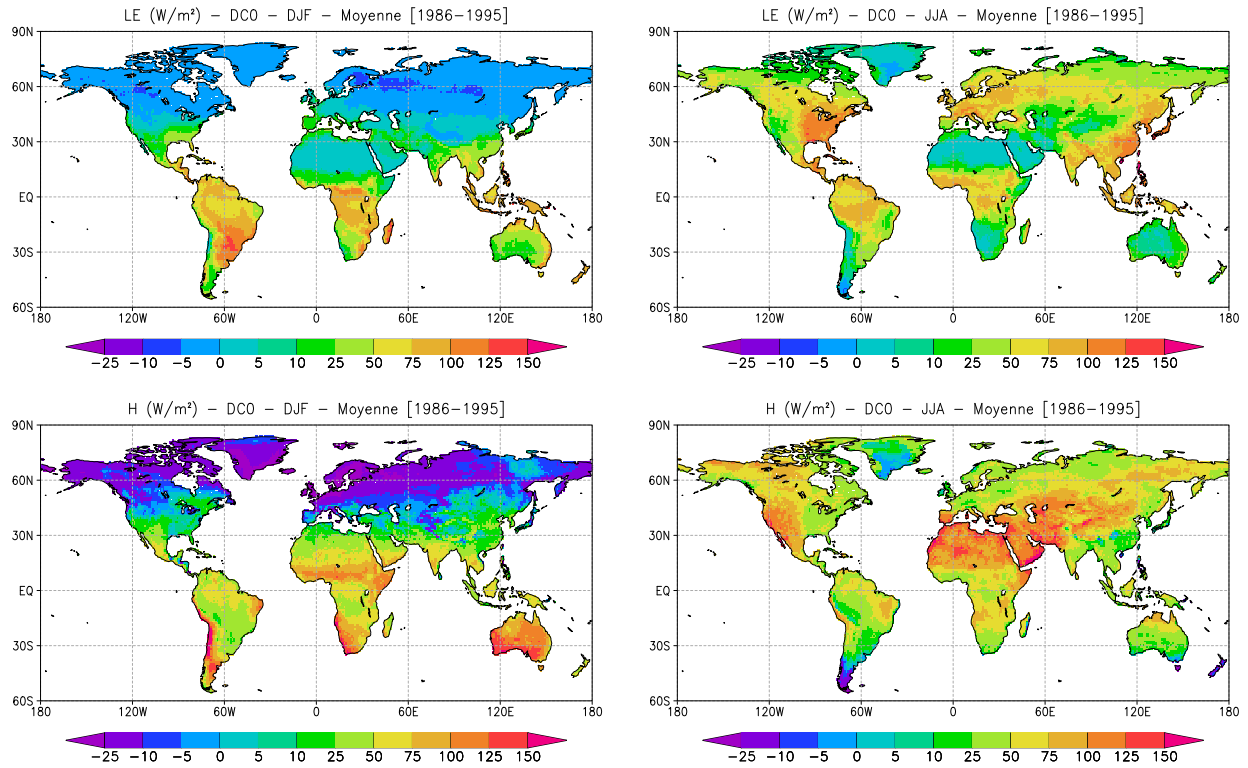 LE (W/m²) − DCO − DJF − Moyenne [1986−1995]
90N
60N
30N
EQ
30S
60S
180 120W 60W 0 60E 120E 180
−25 −10 −5 0 5 10 25 50 75 100 125 150
LE (W/m²) − DCO − JJA − Moyenne [1986−1995]
90N
60N
30N
EQ
30S
60S
180 120W 60W 0 60E 120E 180
−25 −10 −5 0 5 10 25 50 75 100 125 150
H (W/m²) − DCO − DJF − Moyenne [1986−1995]
90N
60N
30N
EQ
30S
60S
180 120W 60W 0 60E 120E 180
−25 −10 −5 0 5 10 25 50 75 100 125 150
H (W/m²) − DCO − JJA − Moyenne [1986−1995]
90N
60N
30N
EQ
30S
60S
180 120W 60W 0 60E 120E 180
−25 −10 −5 0 5 10 25 50 75 100 125 150